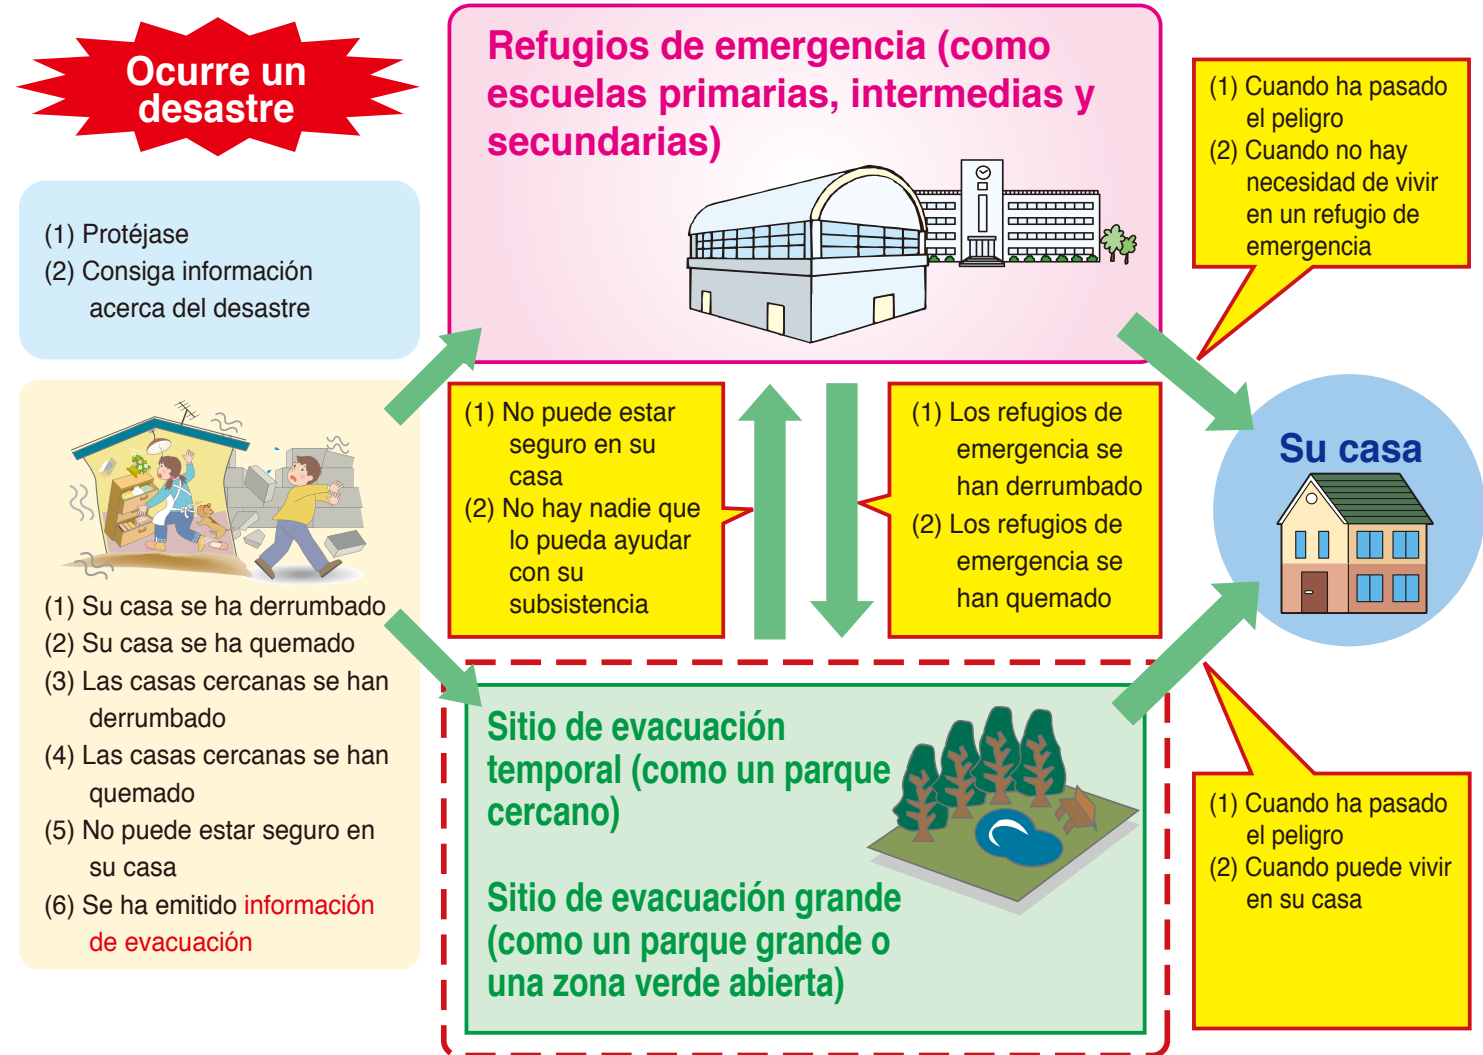 Ocurre un
desastre
(1) Protéjase
(2) Consiga información
acerca del desastre
(1) Su casa se ha derrumbado
(2) Su casa se ha quemado
(3) Las casas cercanas se han
derrumbado
(4) Las casas cercanas se han
quemado
(5) No puede estar seguro en
su casa
(6) Se ha emitido información
de evacuación
Refugios de emergencia (como
escuelas primarias, intermedias y
secundarias)
(1) No puede estar
seguro en su
casa
(2) No hay nadie que
lo pueda ayudar
con su
subsistencia
(1) Los refugios de
emergencia se
han derrumbado
(2) Los refugios de
emergencia se
han quemado
Sitio de evacuación
temporal (como un parque
cercano)
Sitio de evacuación grande
(como un parque grande o
una zona verde abierta)
(1) Cuando ha pasado
el peligro
(2) Cuando no hay
necesidad de vivir
en un refugio de
emergencia
Su casa
(1) Cuando ha pasado
el peligro
(2) Cuando puede vivir
en su casa